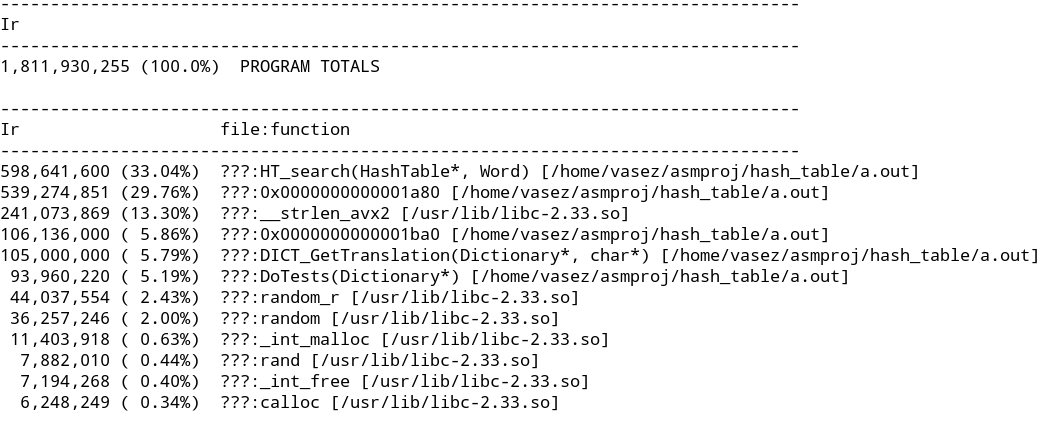 --------------------------------------------------------------------------------
Ir
--------------------------------------------------------------------------------
1,811,930,255 (100.0%)  PROGRAM TOTALS

--------------------------------------------------------------------------------
Ir                    file:function
--------------------------------------------------------------------------------
598,641,600 (33.04%)  ???:HT_search(HashTable*, Word) [/home/vasez/asmproj/hash_table/a.out]
539,274,851 (29.76%)  ???:0x0000000000001a80 [/home/vasez/asmproj/hash_table/a.out]
241,073,869 (13.30%)  ???:__strlen_avx2 [/usr/lib/libc-2.33.so]
106,136,000 ( 5.86%)  ???:0x0000000000001ba0 [/home/vasez/asmproj/hash_table/a.out]
105,000,000 ( 5.79%)  ???:DICT_GetTranslation(Dictionary*, char*) [/home/vasez/asmproj/hash_table/a.out]
 93,960,220 ( 5.19%)  ???:DoTests(Dictionary*) [/home/vasez/asmproj/hash_table/a.out]
 44,037,554 ( 2.43%)  ???:random_r [/usr/lib/libc-2.33.so]
 36,257,246 ( 2.00%)  ???:random [/usr/lib/libc-2.33.so]
 11,403,918 ( 0.63%)  ???:_int_malloc [/usr/lib/libc-2.33.so]
  7,882,010 ( 0.44%)  ???:rand [/usr/lib/libc-2.33.so]
  7,194,268 ( 0.40%)  ???:_int_free [/usr/lib/libc-2.33.so]
  6,248,249 ( 0.34%)  ???:calloc [/usr/lib/libc-2.33.so]